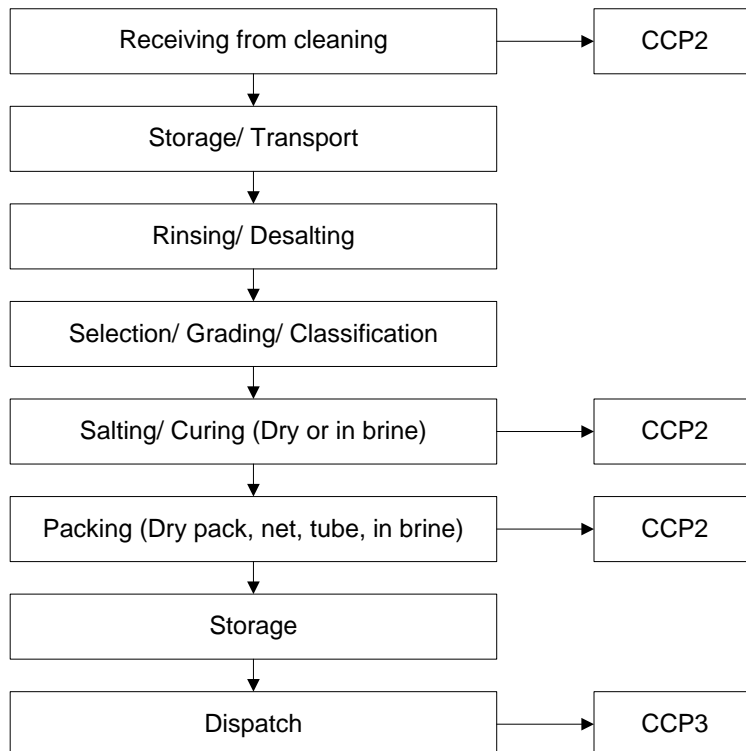 Receiving from cleaning
CCP2
Storage/ Transport
Rinsing/ Desalting
Selection/ Grading/ Classification
Salting/ Curing (Dry or in brine)
CCP2
Packing (Dry pack, net, tube, in brine)
CCP2
Storage
Dispatch
CCP3